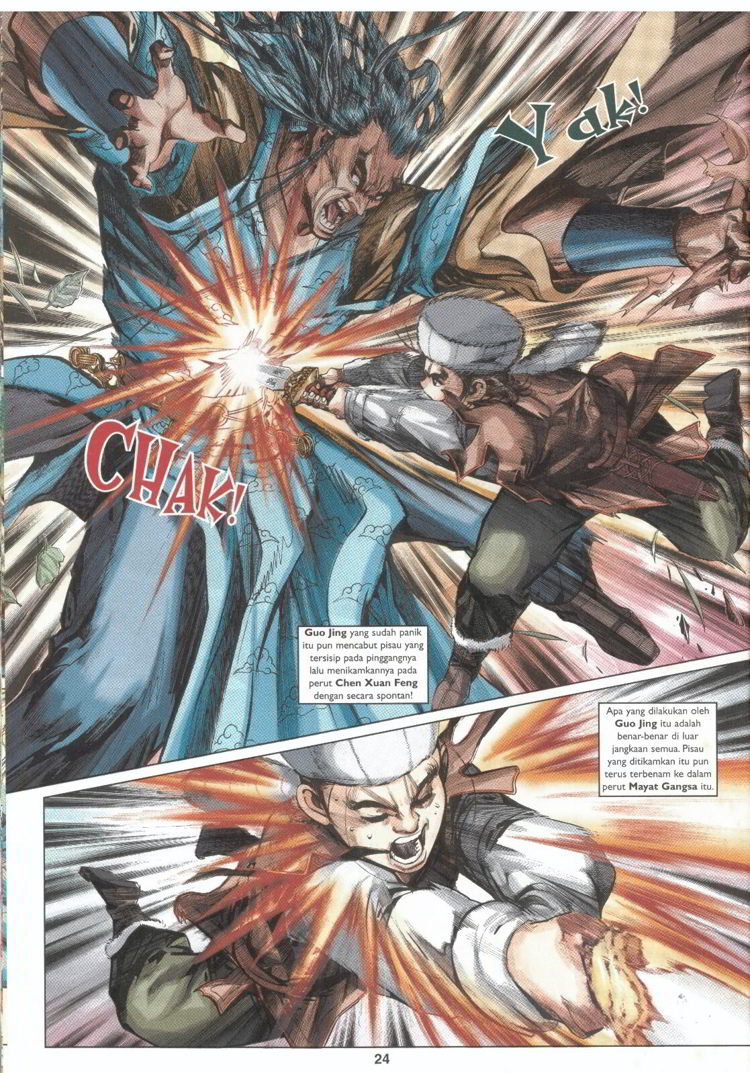 Yak!
CHAK!
Guo Jing yang sudah panik
itu pun mencabut pisau yang
tersisip pada pinggangnya
lalu menikamkannya pada
perut Chen Xuan Feng
dengan secara spontan!
Apa yang dilakukan oleh
Guo Jing itu adalah
benar-benar di luar
jangkaan semua. Pisau
yang ditikamkan itu pun
terus terbenam ke dalam
perut Mayat Gangsa itu.
24